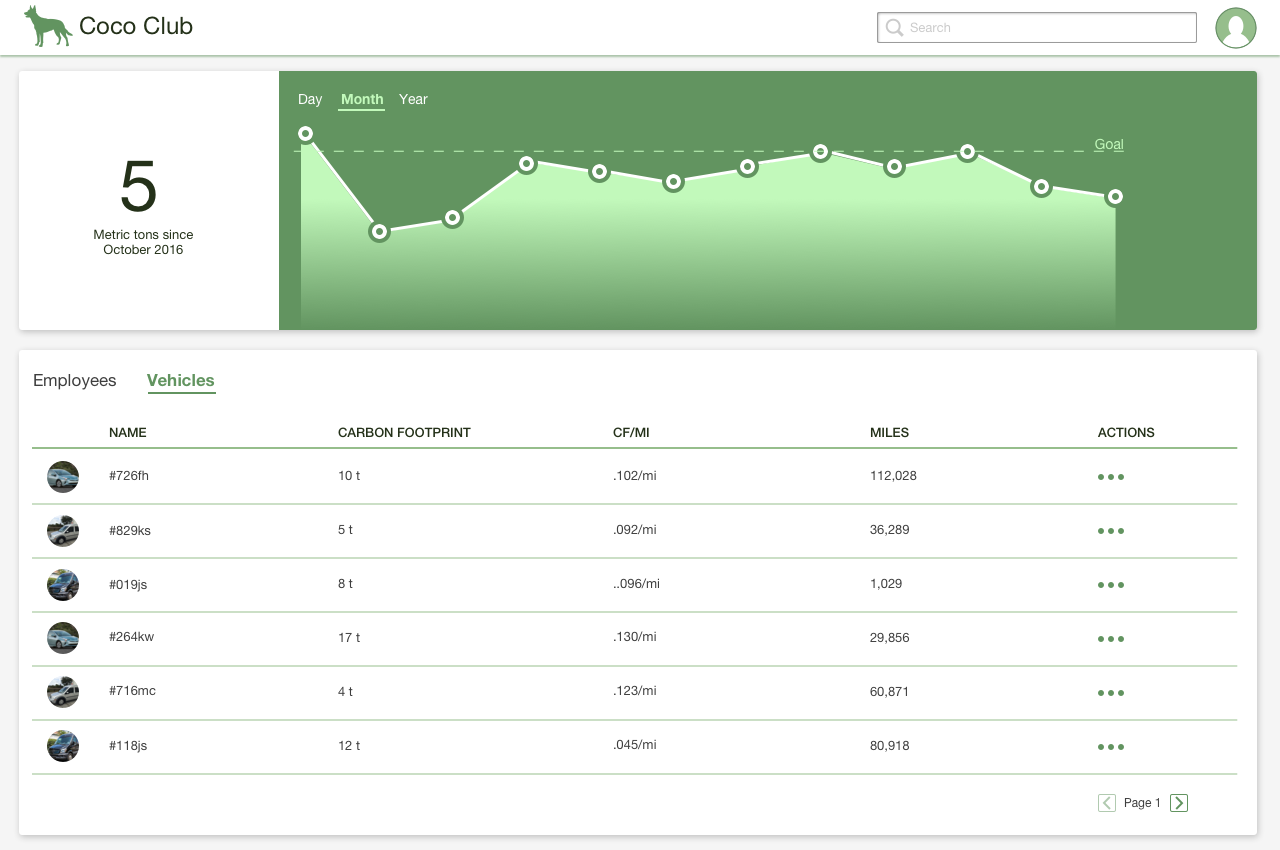 Coco Club
Search
Day Month Year
Goal
5
Metric tons since
October 2016
Employees Vehicles
NAME CARBON FOOTPRINT CF/MI MILES ACTIONS
#726fh 10 t .102/mi 112,028
#829ks 5 t .092/mi 36,289
#019js 8 t ..096/mi 1,029
#264kw 17 t .130/mi 29,856
#716mc 4 t .123/mi 60,871
#118js 12 t .045/mi 80,918
Page 1